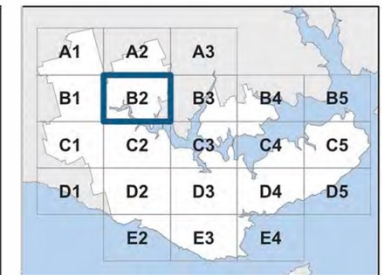 A1 A2 A3
B1 B2 B3 B4 B5
C1 C2 C3 C4 C5
D1 D2 D3 D4 D5
E2 E3 E4